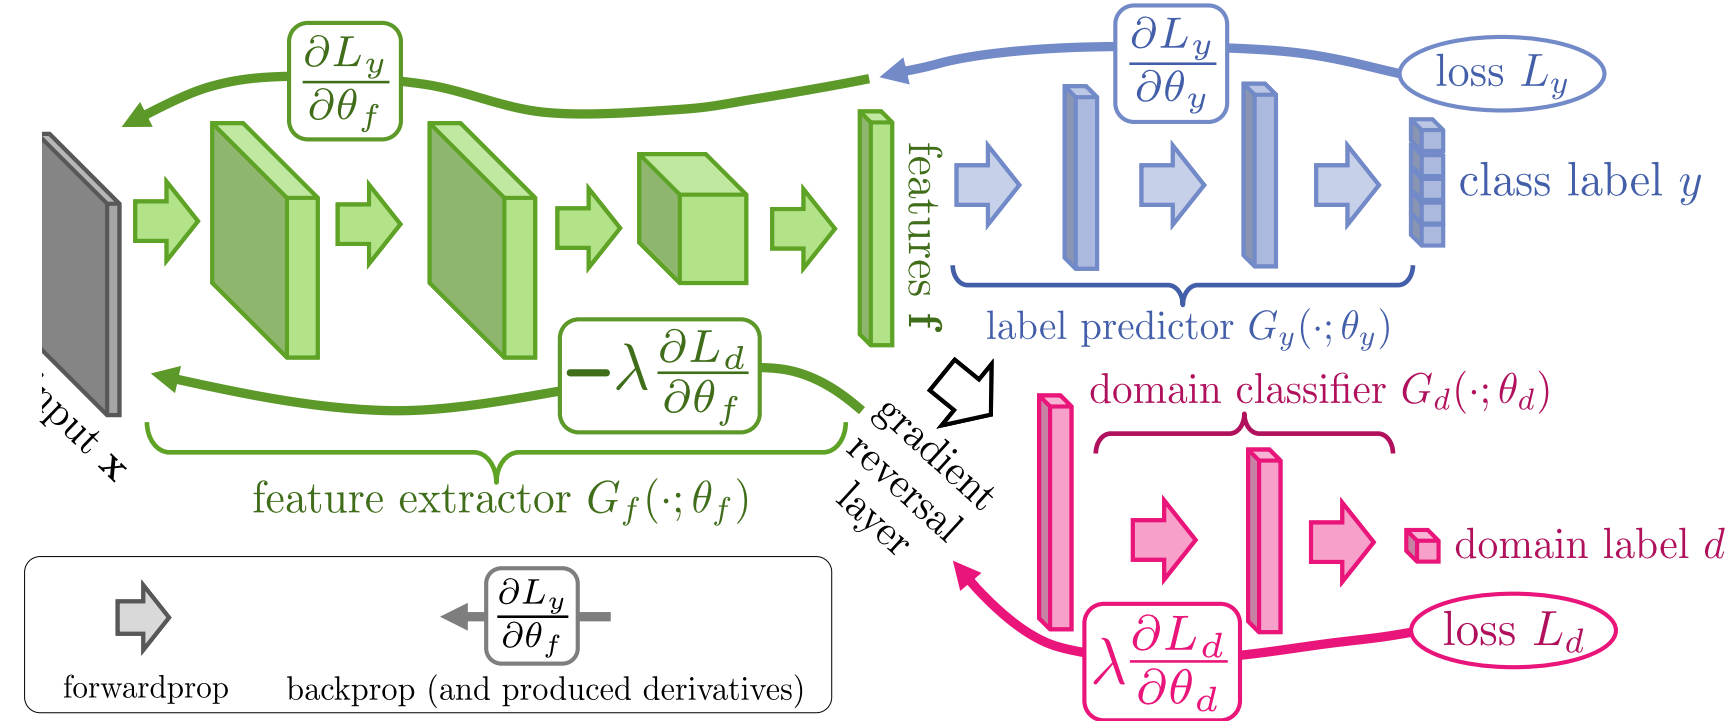 ∂L_y
∂θ_f
∂L_y
∂θ_y
loss L_y
features f
class label y
label predictor G_y(·; θ_y)
−λ ∂L_d
∂θ_f
domain classifier G_d(·; θ_d)
input x
feature extractor G_f(·; θ_f)
gradient
reversal
layer
domain label d
loss L_d
λ ∂L_d
∂θ_d
∂L_y
∂θ_f
forwardprop
backprop (and produced derivatives)